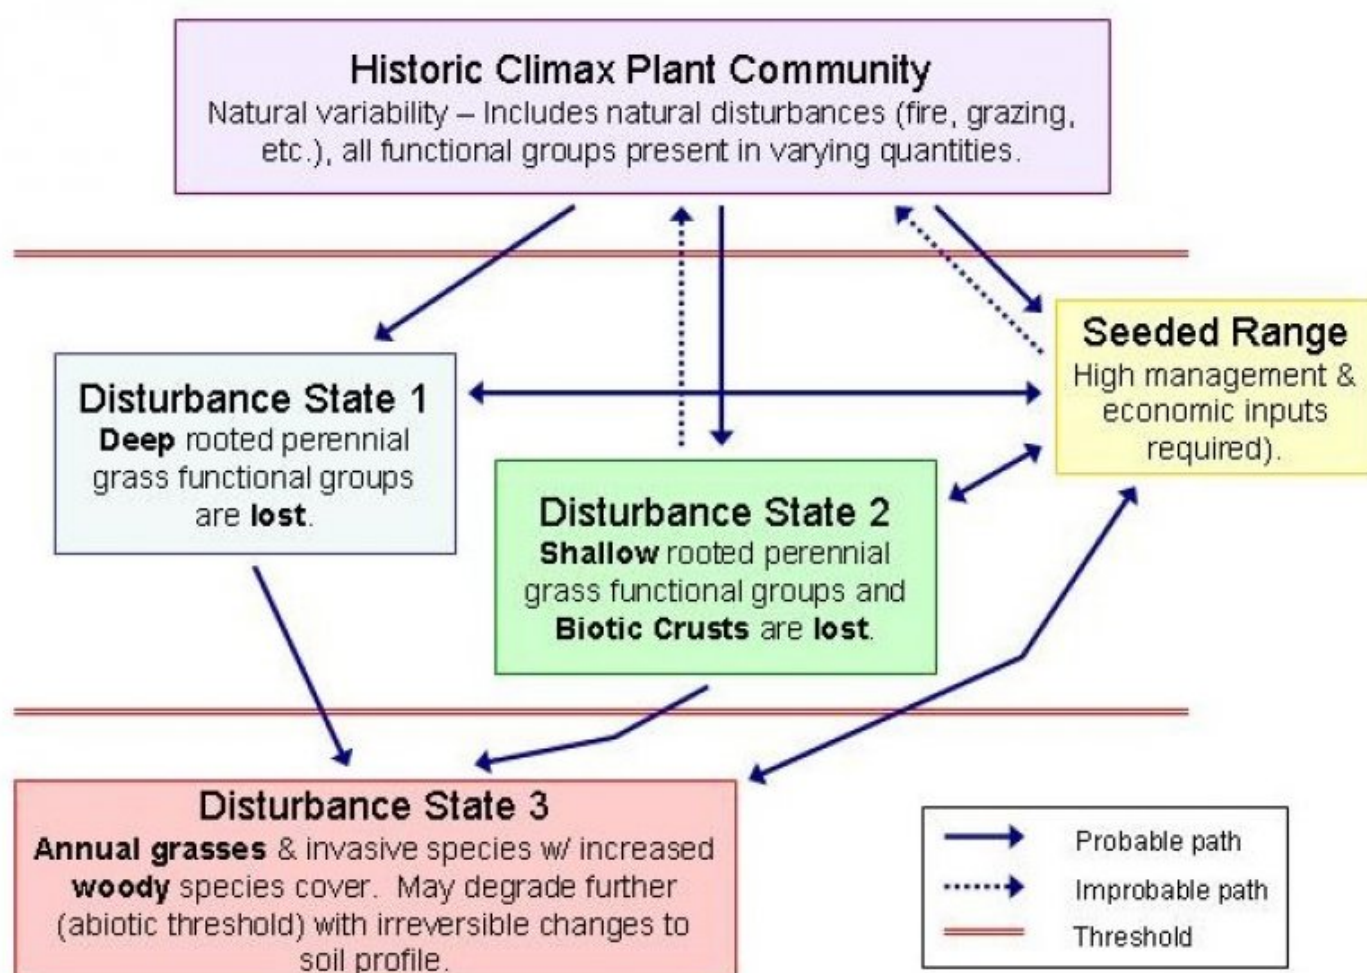 Historic Climax Plant Community
Natural variability – Includes natural disturbances (fire, grazing,
etc.), all functional groups present in varying quantities.
Seeded Range
High management &
economic inputs
required).
Disturbance State 1
Deep rooted perennial
grass functional groups
are lost.
Disturbance State 2
Shallow rooted perennial
grass functional groups and
Biotic Crusts are lost.
Disturbance State 3
Annual grasses & invasive species w/ increased
woody species cover. May degrade further
(abiotic threshold) with irreversible changes to
soil profile.
Probable path
Improbable path
Threshold